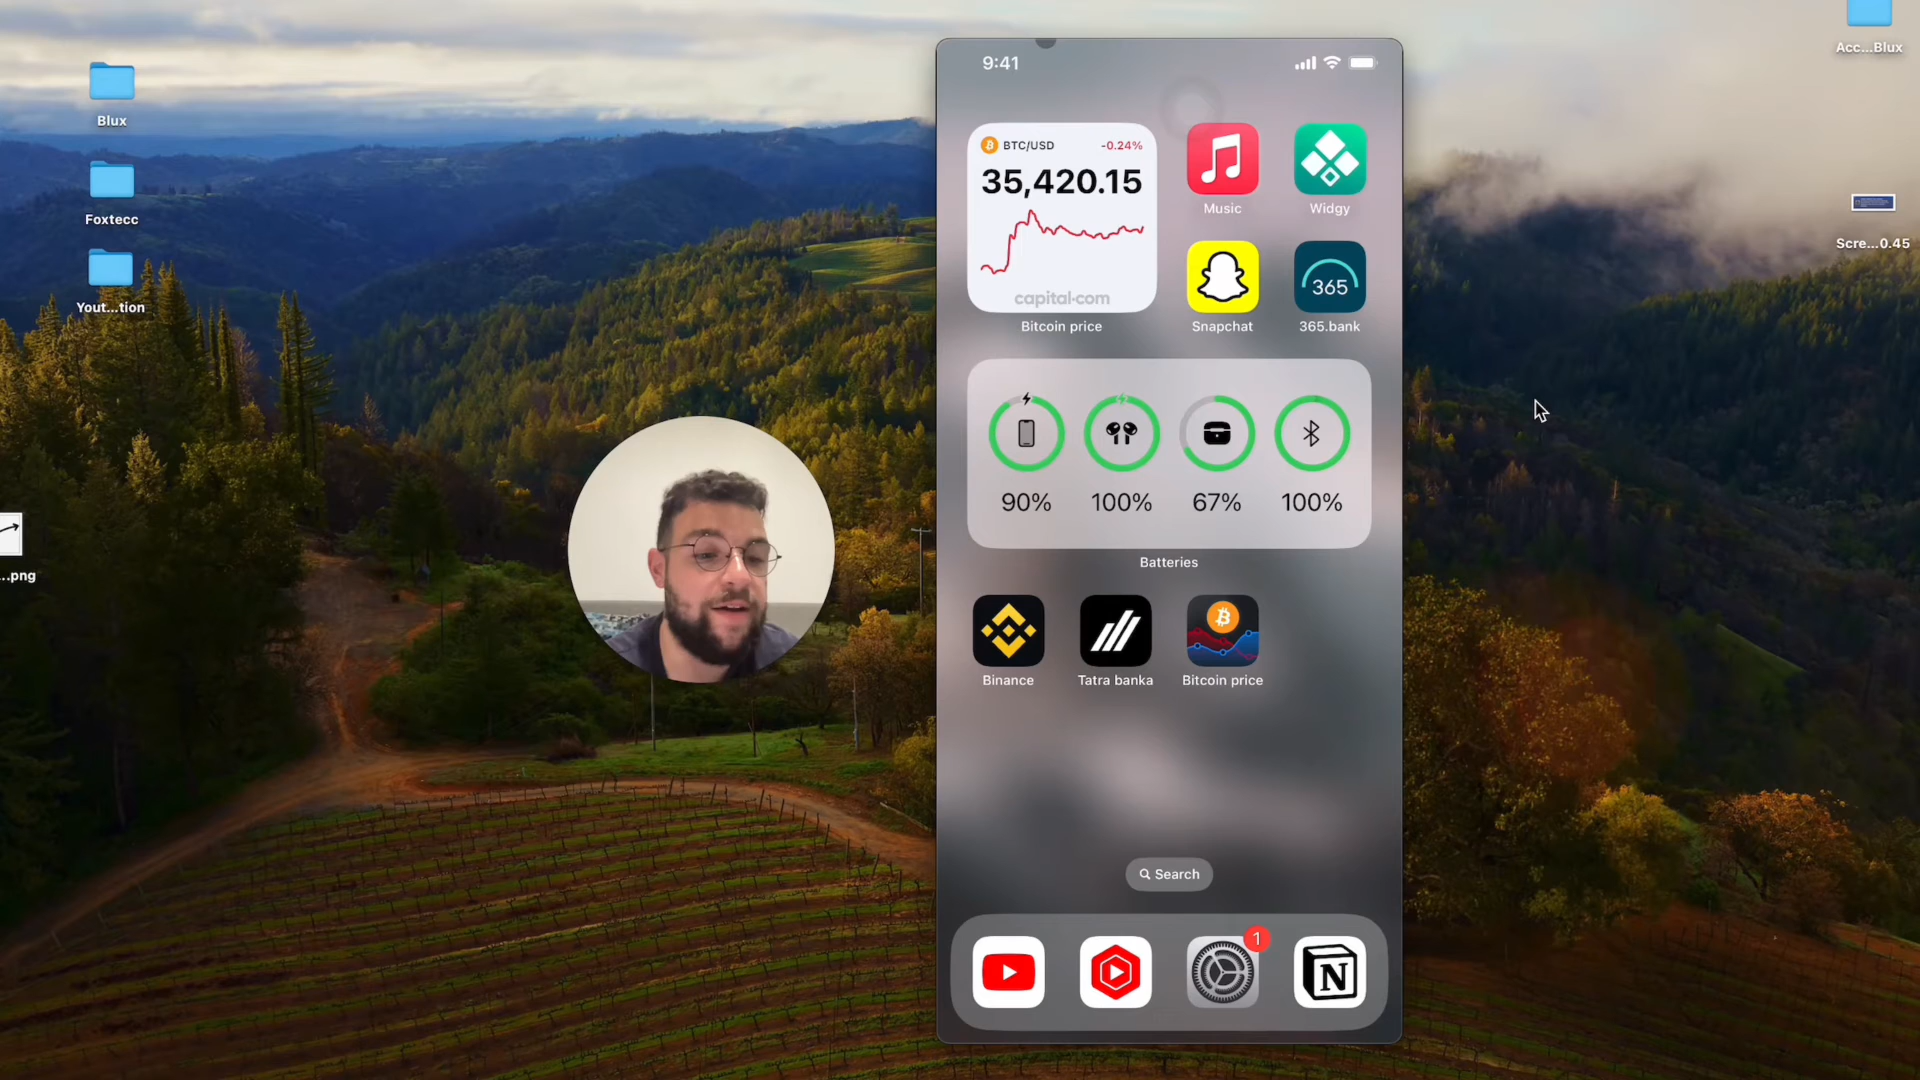 Acc...Blux
Blux
Foxtecc
Yout...tion
Scre...0.45
...png
9:41
BTC/USD
-0.24%
35,420.15
capital.com
Bitcoin price
Music
Widgy
Snapchat
365
365.bank
90%
100%
67%
100%
Batteries
Binance
Tatra banka
Bitcoin price
Search
1
N